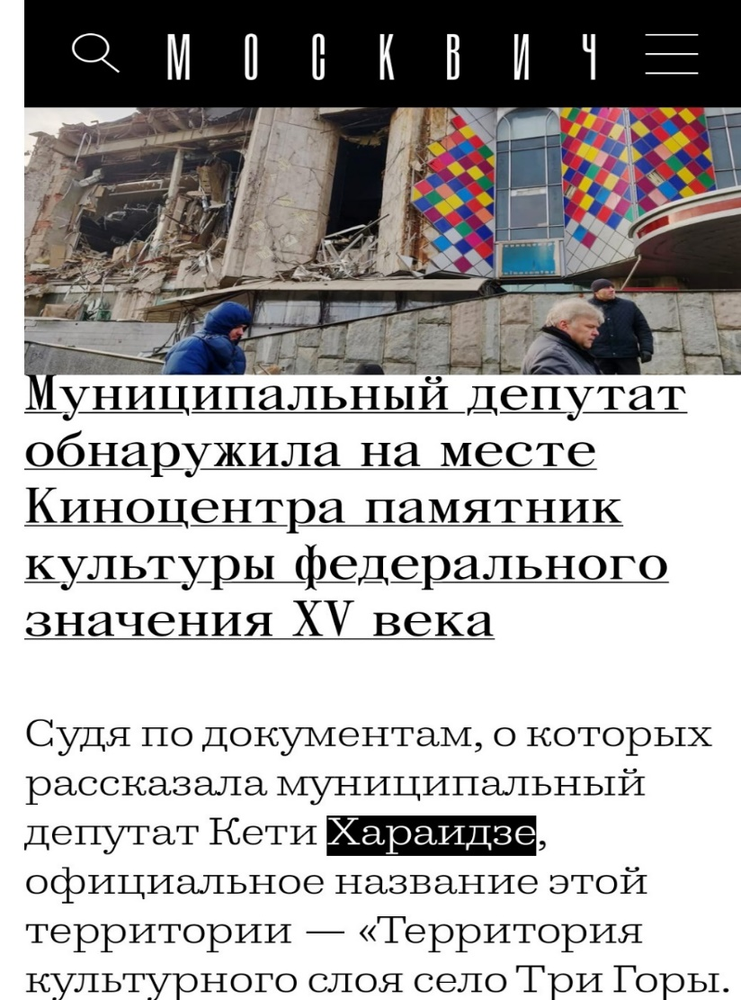 МОСКВИЧ
Муниципальный депутат
обнаружила на месте
Киноцентра памятник
культуры федерального
значения XV века
Судя по документам, о которых
рассказала муниципальный
депутат Кети Хараидзе,
официальное название этой
территории — «Территория
культурного слоя село Три Горы.